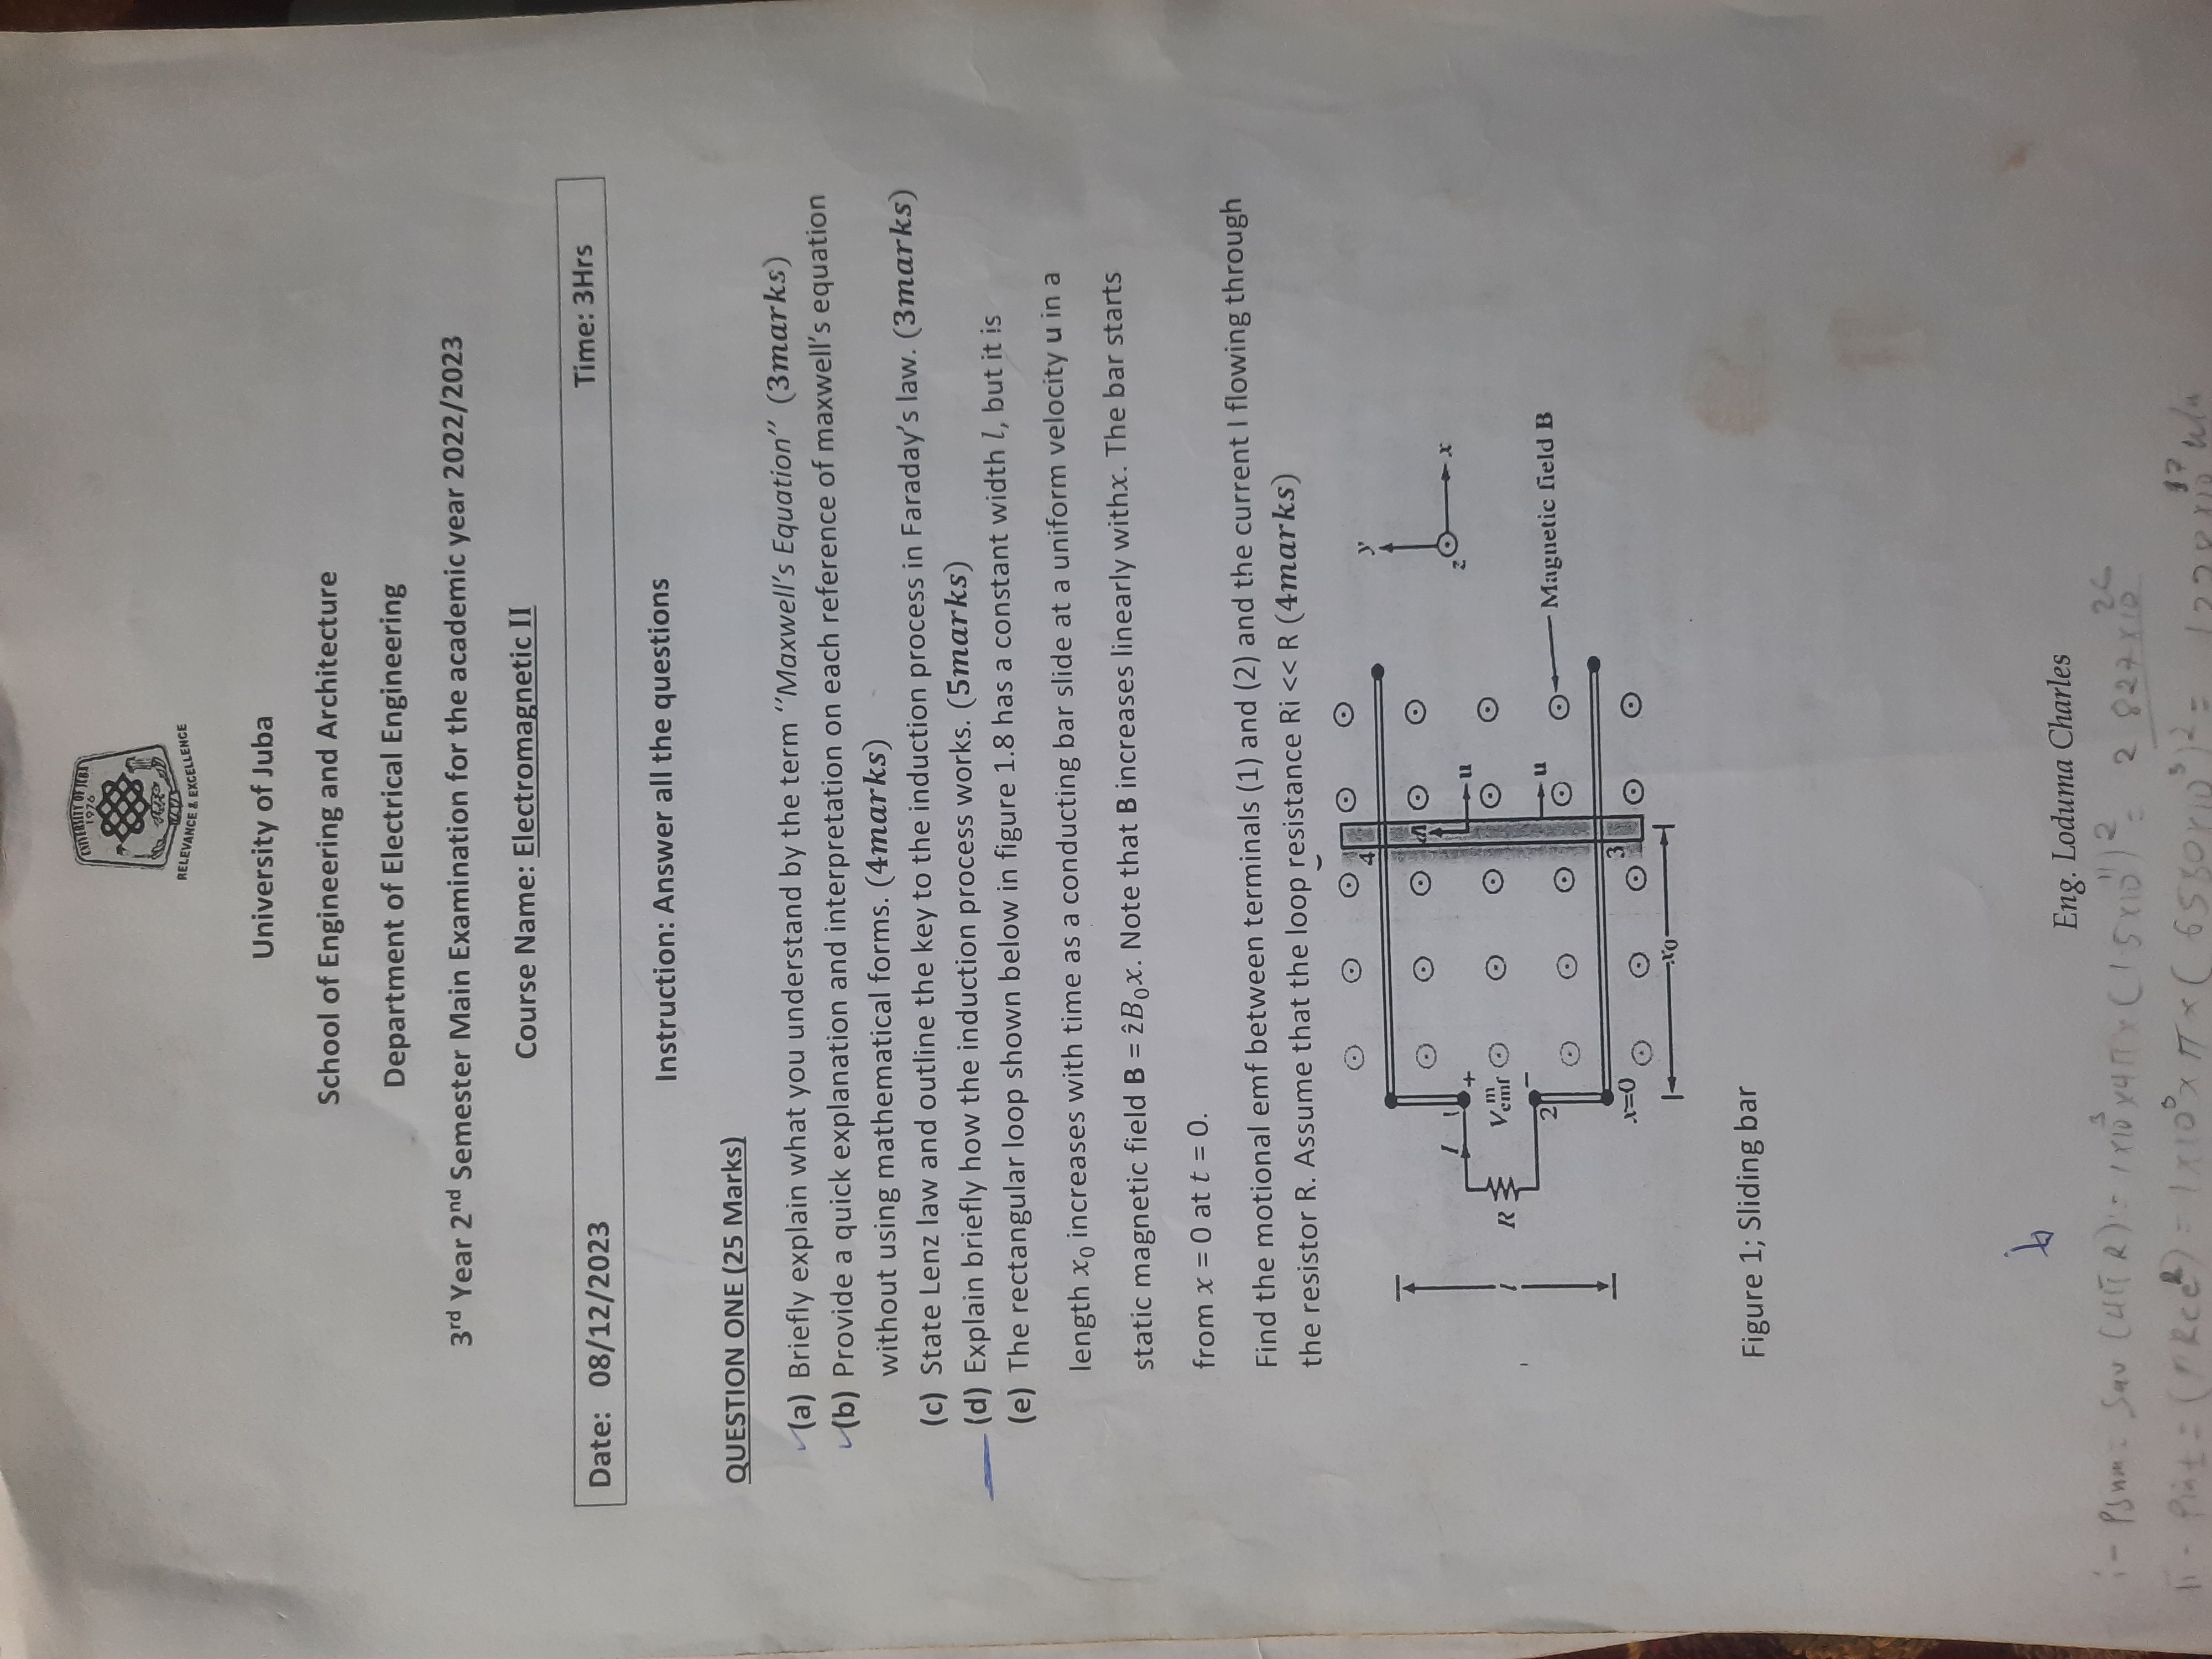 UNIVERSITY OF JUBA
1976
RELEVANCE & EXCELLENCE
University of Juba
School of Engineering and Architecture
Department of Electrical Engineering
3rd Year 2nd Semester Main Examination for the academic year 2022/2023
Course Name: Electromagnetic II
Date: 08/12/2023 Time: 3Hrs
Instruction: Answer all the questions
QUESTION ONE (25 Marks)
(a) Briefly explain what you understand by the term "Maxwell's Equation" (3marks)
(b) Provide a quick explanation and interpretation on each reference of maxwell's equation
without using mathematical forms. (4marks)
(c) State Lenz law and outline the key to the induction process in Faraday's law. (3marks)
(d) Explain briefly how the induction process works. (5marks)
(e) The rectangular loop shown below in figure 1.8 has a constant width l, but it is
length x₀ increases with time as a conducting bar slide at a uniform velocity u in a
static magnetic field B = ẑB₀x. Note that B increases linearly withx. The bar starts
from x = 0 at t = 0.
Find the motional emf between terminals (1) and (2) and the current I flowing through
the resistor R. Assume that the loop resistance Ri << R (4marks)
y
z
x
4
dl
u
u
Magnetic field B
I
1
+
R
l
V^m_emf
2
−
3
x=0
x₀
Figure 1; Sliding bar
Eng. Loduma Charles